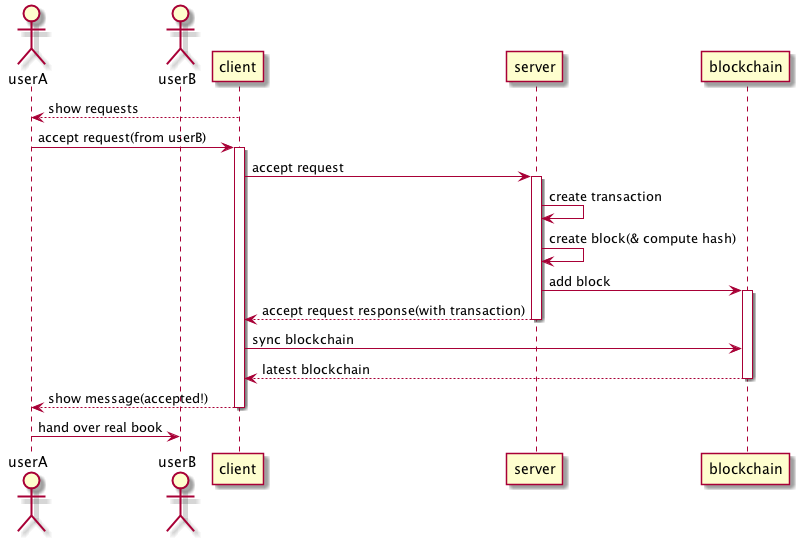 userA
userB
client
server
blockchain
show requests
accept request(from userB)
accept request
create transaction
create block(& compute hash)
add block
accept request response(with transaction)
sync blockchain
latest blockchain
show message(accepted!)
hand over real book
userA
userB
client
server
blockchain